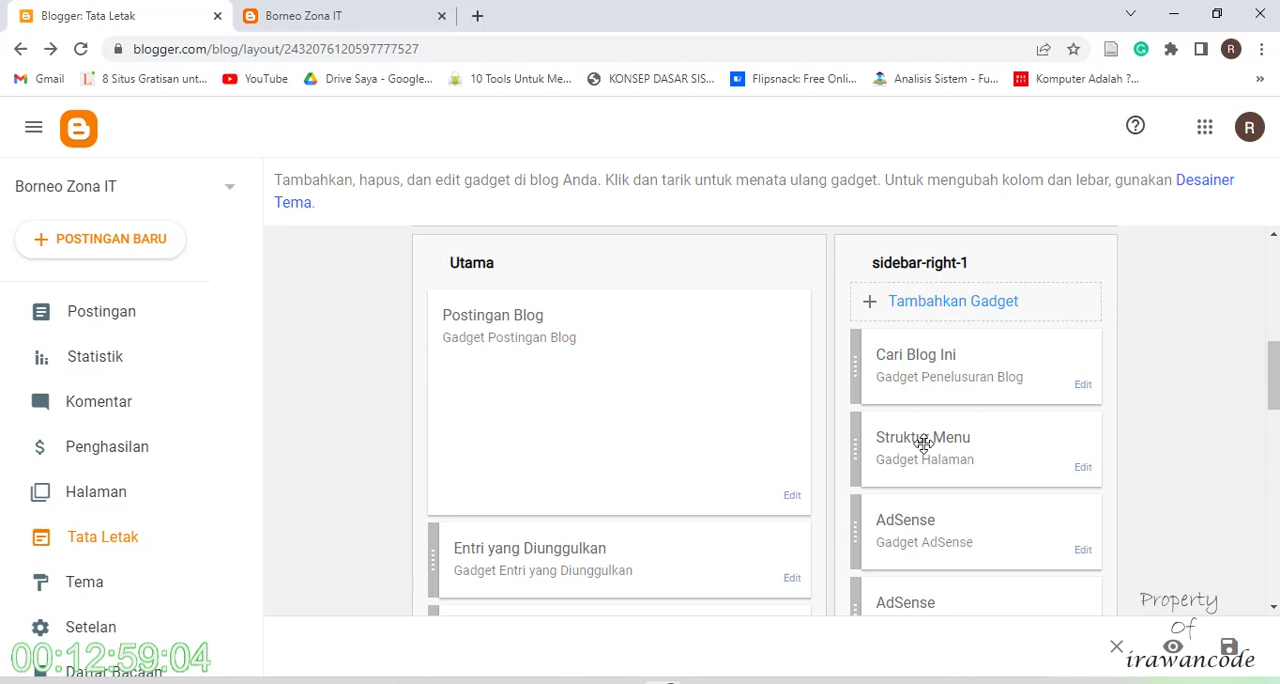 Blogger: Tata Letak
Borneo Zona IT
blogger.com/blog/layout/2432076120597777527
R
Gmail
8 Situs Gratisan unt...
YouTube
Drive Saya - Google...
10 Tools Untuk Me...
KONSEP DASAR SIS...
Flipsnack: Free Onli...
Analisis Sistem - Fu...
Komputer Adalah ?...
»
R
Borneo Zona IT
Tambahkan, hapus, dan edit gadget di blog Anda. Klik dan tarik untuk menata ulang gadget. Untuk mengubah kolom dan lebar, gunakan Desainer
Tema.
+ POSTINGAN BARU
Postingan
Statistik
Komentar
Penghasilan
Halaman
Tata Letak
Tema
Setelan
Daftar Bacaan
00:12:59:04
Utama
Postingan Blog
Gadget Postingan Blog
Edit
Entri yang Diunggulkan
Gadget Entri yang Diunggulkan
Edit
sidebar-right-1
+ Tambahkan Gadget
Cari Blog Ini
Gadget Penelusuran Blog
Edit
Struktur Menu
Gadget Halaman
Edit
AdSense
Gadget AdSense
Edit
AdSense
Property
Of
irawancode